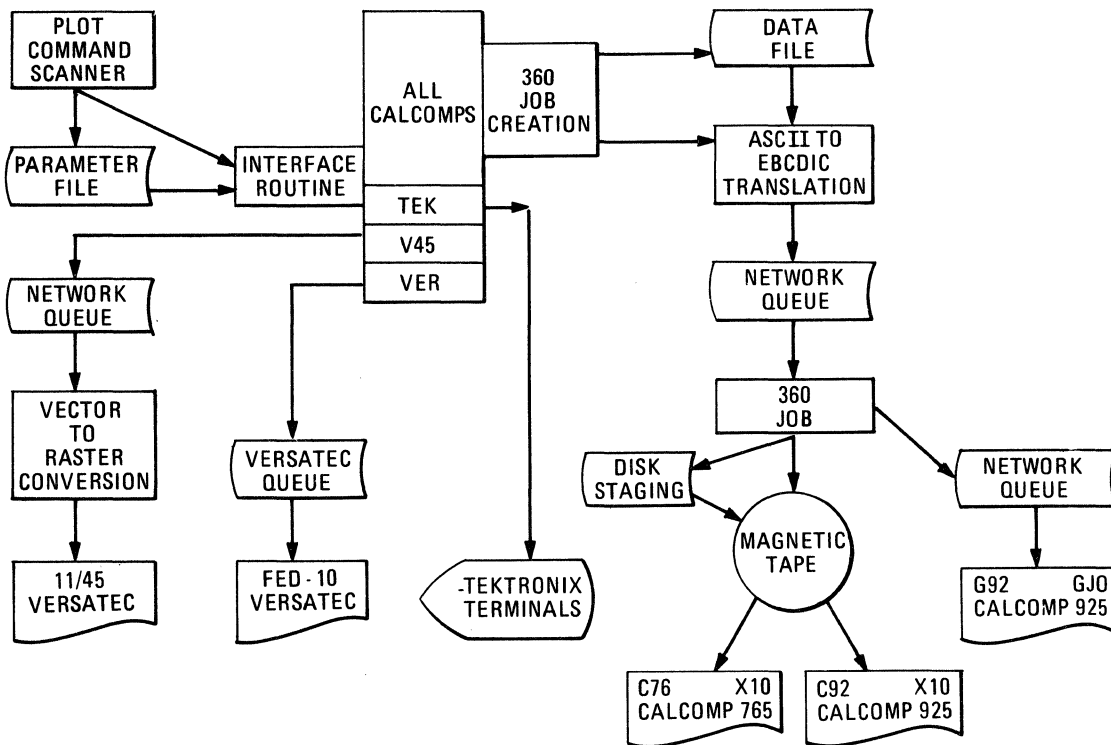 PLOT
COMMAND
SCANNER
PARAMETER
FILE
INTERFACE
ROUTINE
ALL
CALCOMPS
TEK
V45
VER
360
JOB
CREATION
DATA
FILE
ASCII TO
EBCDIC
TRANSLATION
NETWORK
QUEUE
360
JOB
NETWORK
QUEUE
VECTOR
TO
RASTER
CONVERSION
11/45
VERSATEC
VERSATEC
QUEUE
FED-10
VERSATEC
-TEKTRONIX
TERMINALS
DISK
STAGING
MAGNETIC
TAPE
NETWORK
QUEUE
G92 GJO
CALCOMP 925
C76 X10
CALCOMP 765
C92 X10
CALCOMP 925